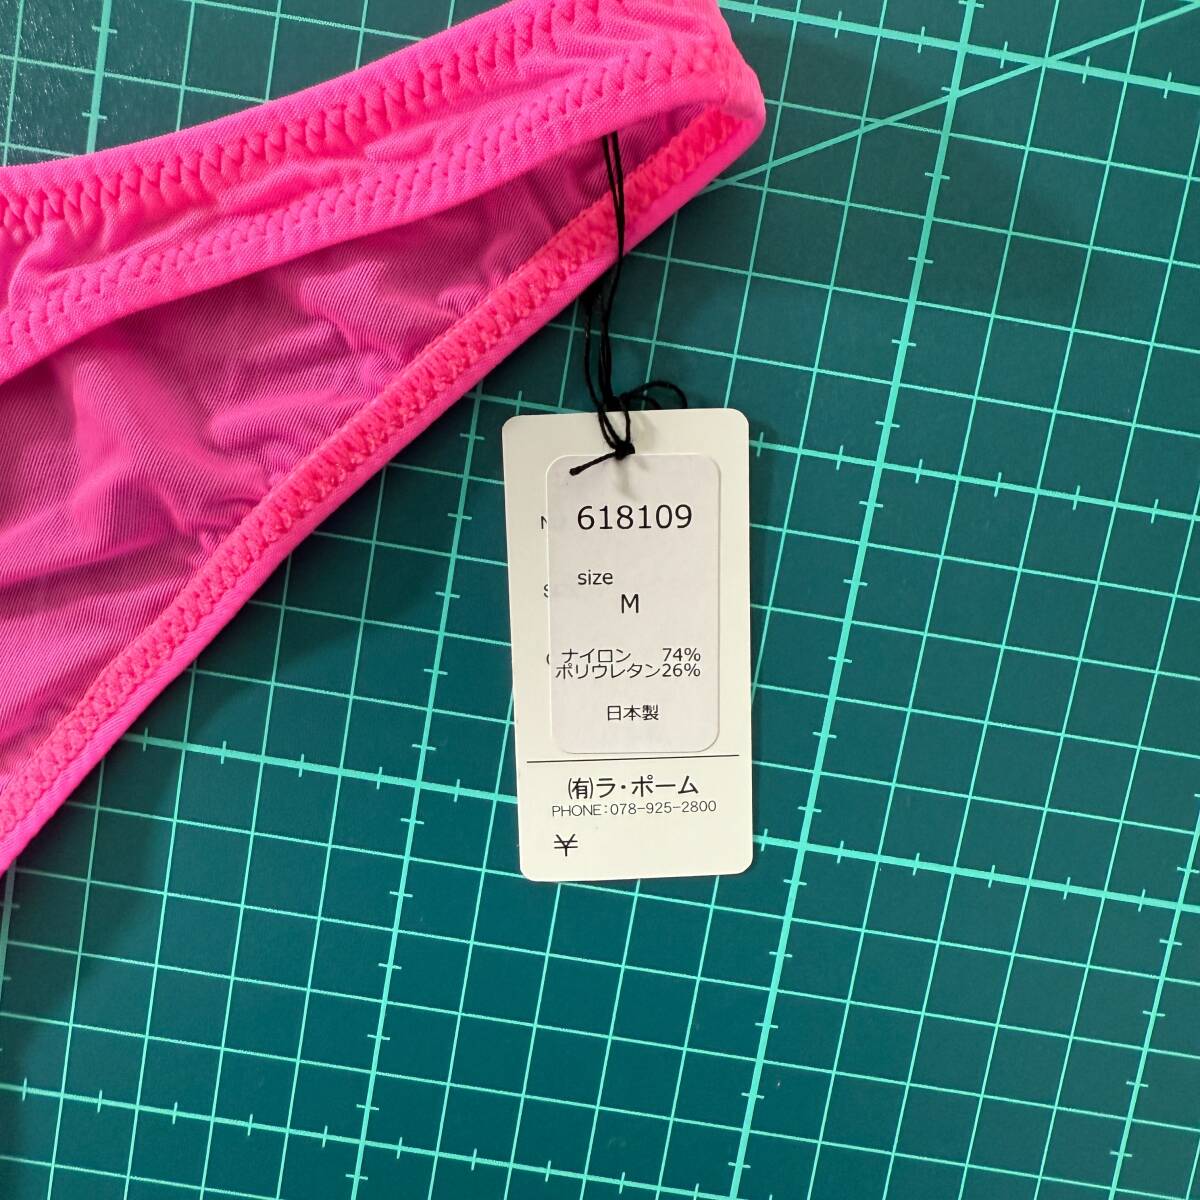 618109
size
M
ナイロン 74%
ポリウレタン26%
日本製
㈲ラ・ポーム
PHONE:078-925-2800
¥